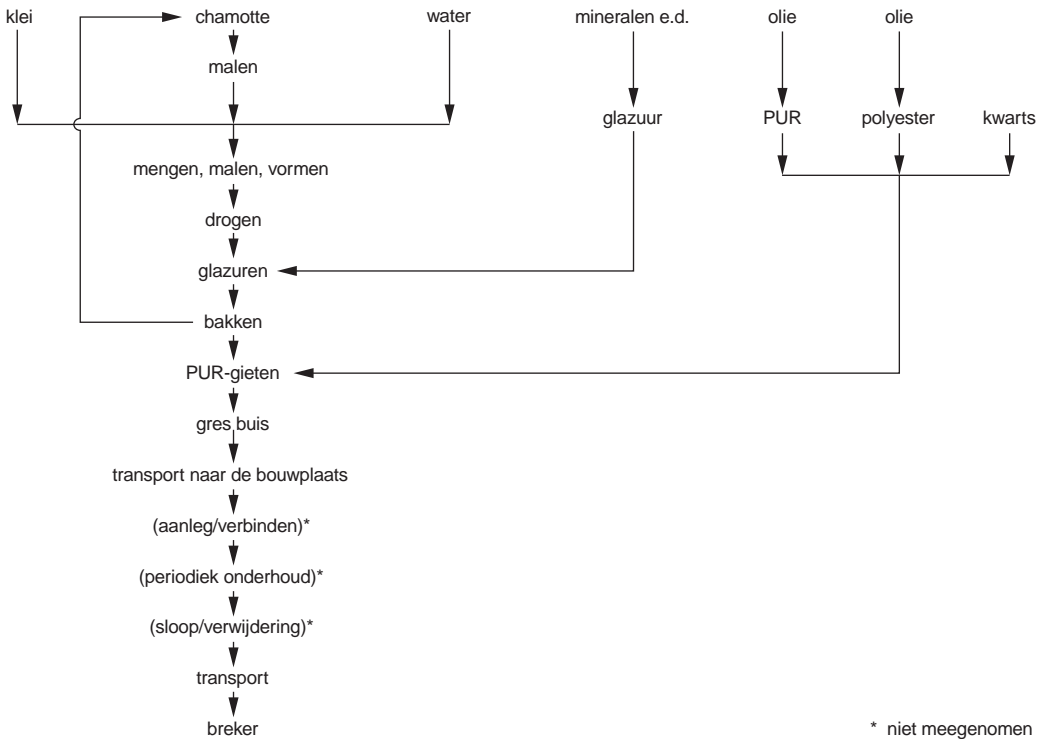 klei chamotte water mineralen e.d. olie olie
malen
glazuur PUR polyester kwarts
mengen, malen, vormen
drogen
glazuren
bakken
PUR-gieten
gres buis
transport naar de bouwplaats
(aanleg/verbinden)*
(periodiek onderhoud)*
(sloop/verwijdering)*
transport
breker
* niet meegenomen